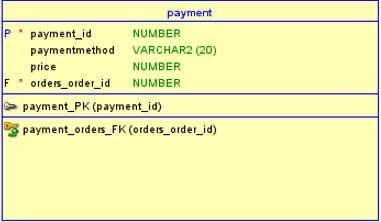 payment
P * payment_id NUMBER
paymentmethod VARCHAR2 (20)
price NUMBER
F * orders_order_id NUMBER
payment_PK (payment_id)
payment_orders_FK (orders_order_id)